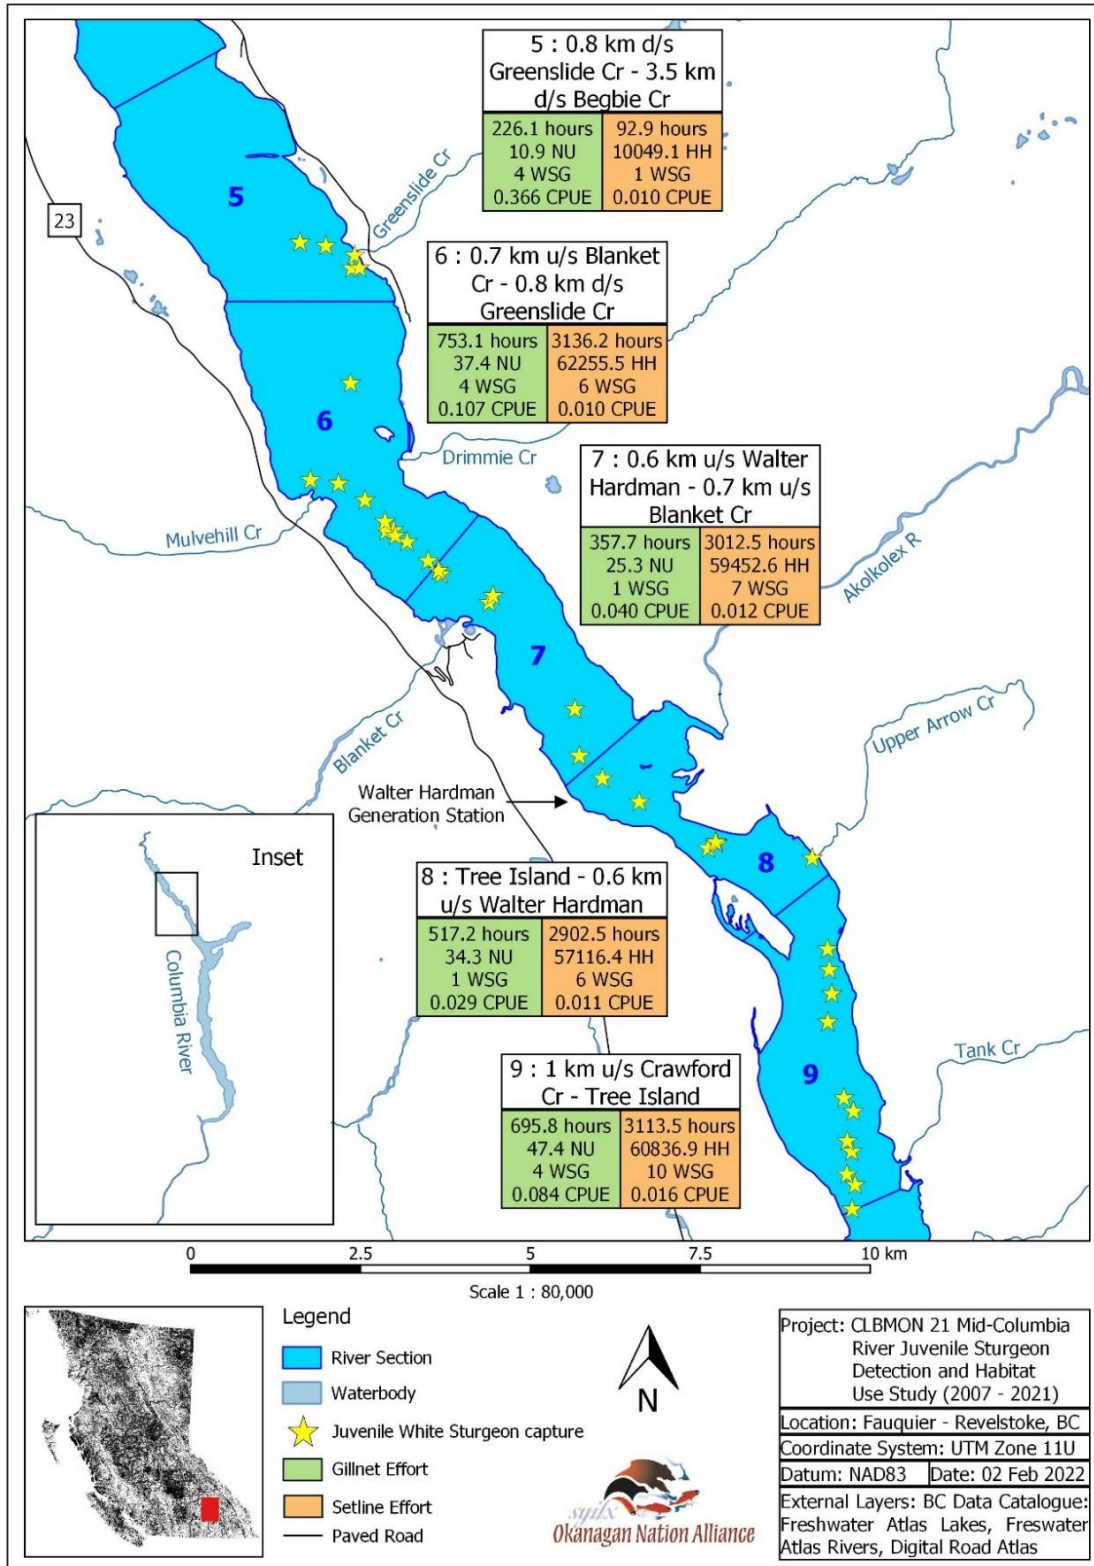 5 : 0.8 km d/s
Greenslide Cr - 3.5 km
d/s Begbie Cr
226.1 hours
10.9 NU
4 WSG
0.366 CPUE
92.9 hours
10049.1 HH
1 WSG
0.010 CPUE
5
Greenslide Cr
23
6 : 0.7 km u/s Blanket
Cr - 0.8 km d/s
Greenslide Cr
753.1 hours
37.4 NU
4 WSG
0.107 CPUE
3136.2 hours
62255.5 HH
6 WSG
0.010 CPUE
6
Drimmie Cr
Mulvehill Cr
7 : 0.6 km u/s Walter
Hardman - 0.7 km u/s
Blanket Cr
357.7 hours
25.3 NU
1 WSG
0.040 CPUE
3012.5 hours
59452.6 HH
7 WSG
0.012 CPUE
Akolkolex R
7
Blanket Cr
Upper Arrow Cr
Walter Hardman
Generation Station
8
Inset
Columbia River
8 : Tree Island - 0.6 km
u/s Walter Hardman
517.2 hours
34.3 NU
1 WSG
0.029 CPUE
2902.5 hours
57116.4 HH
6 WSG
0.011 CPUE
Tank Cr
9
9 : 1 km u/s Crawford
Cr - Tree Island
695.8 hours
47.4 NU
4 WSG
0.084 CPUE
3113.5 hours
60836.9 HH
10 WSG
0.016 CPUE
0 2.5 5 7.5 10 km
Scale 1 : 80,000
Legend
River Section
Waterbody
Juvenile White Sturgeon capture
Gillnet Effort
Setline Effort
Paved Road
N
syilx
Okanagan Nation Alliance
Project: CLBMON 21 Mid-Columbia
River Juvenile Sturgeon
Detection and Habitat
Use Study (2007 - 2021)
Location: Fauquier - Revelstoke, BC
Coordinate System: UTM Zone 11U
Datum: NAD83 Date: 02 Feb 2022
External Layers: BC Data Catalogue:
Freshwater Atlas Lakes, Freswater
Atlas Rivers, Digital Road Atlas